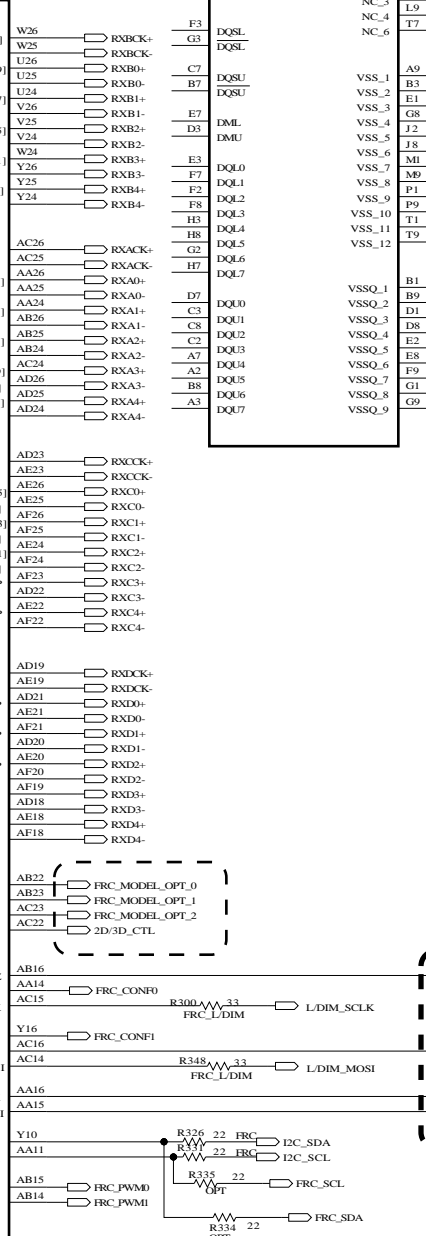 W26 RXBCK+
W25 RXBCK-
U26 RXB0+
U25 RXB0-
U24 RXB1+
V26 RXB1-
V25 RXB2+
V24 RXB2-
W24 RXB3+
Y26 RXB3-
Y25 RXB4+
Y24 RXB4-
AC26 RXACK+
AC25 RXACK-
AA26 RXA0+
AA25 RXA0-
AA24 RXA1+
AB26 RXA1-
AB25 RXA2+
AB24 RXA2-
AC24 RXA3+
AD26 RXA3-
AD25 RXA4+
AD24 RXA4-
AD23 RXCCK+
AE23 RXCCK-
AE26 RXC0+
AE25 RXC0-
AF26 RXC1+
AF25 RXC1-
AE24 RXC2+
AF24 RXC2-
AF23 RXC3+
AD22 RXC3-
AE22 RXC4+
AF22 RXC4-
AD19 RXDCK+
AE19 RXDCK-
AD21 RXD0+
AE21 RXD0-
AF21 RXD1+
AD20 RXD1-
AE20 RXD2+
AF20 RXD2-
AF19 RXD3+
AD18 RXD3-
AE18 RXD4+
AF18 RXD4-
AB22 FRC_MODEL_OPT_0
AB23 FRC_MODEL_OPT_1
AC23 FRC_MODEL_OPT_2
AC22 2D/3D_CTL
AB16
AA14 FRC_CONF0
AC15 R300 33 L/DIM_SCLK
FRC_L/DIM
Y16 FRC_CONF1
AC16
AC14 R348 33 L/DIM_MOSI
FRC_L/DIM
AA16
AA15
Y10 R326 22 FRC I2C_SDA
AA11 R331 22 FRC I2C_SCL
R335 22 FRC_SCL
OPT
AB15 FRC_PWM0
AB14 FRC_PWM1
R334 22 FRC_SDA
OPT
F3 DQSL
G3 DQSL
C7 DQSU
B7 DQSU
E7 DML
D3 DMU
E3 DQL0
F7 DQL1
F2 DQL2
F8 DQL3
H3 DQL4
H8 DQL5
G2 DQL6
H7 DQL7
D7 DQU0
C3 DQU1
C8 DQU2
C2 DQU3
A7 DQU4
A2 DQU5
B8 DQU6
A3 DQU7
NC_3 L9
NC_4 T7
NC_6
VSS_1 A9
VSS_2 B3
VSS_3 E1
VSS_4 G8
VSS_5 J2
VSS_6 J8
VSS_7 M1
VSS_8 M9
VSS_9 P1
VSS_10 P9
VSS_11 T1
VSS_12 T9
VSSQ_1 B1
VSSQ_2 B9
VSSQ_3 D1
VSSQ_4 D8
VSSQ_5 E2
VSSQ_6 E8
VSSQ_7 F9
VSSQ_8 G1
VSSQ_9 G9